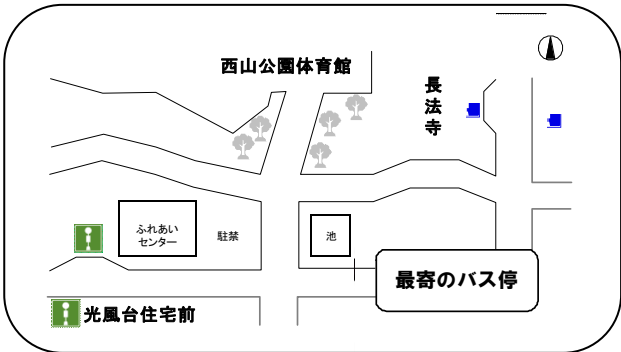 西山公園体育館
長法寺
ふれあい
センター
駐禁
池
最寄のバス停
光風台住宅前